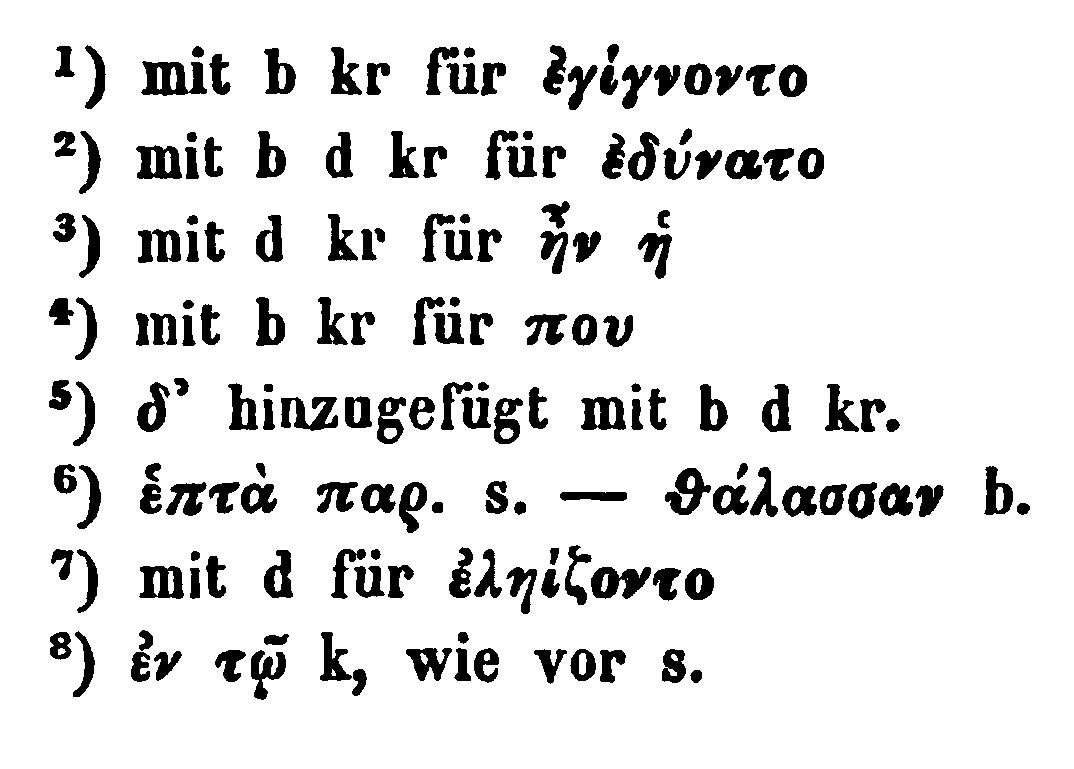 ¹) mit b kr für ἐγίγνοντο
²) mit b d kr für ἐδύνατο
³) mit d kr für ἦν ἡ
⁴) mit b kr für που
⁵) δ’ hinzugefügt mit b d kr.
⁶) ἑπτὰ παρ. s. — θάλασσαν b.
⁷) mit d für ἐληίζοντο
⁸) ἐν τῷ k, wie vor s.